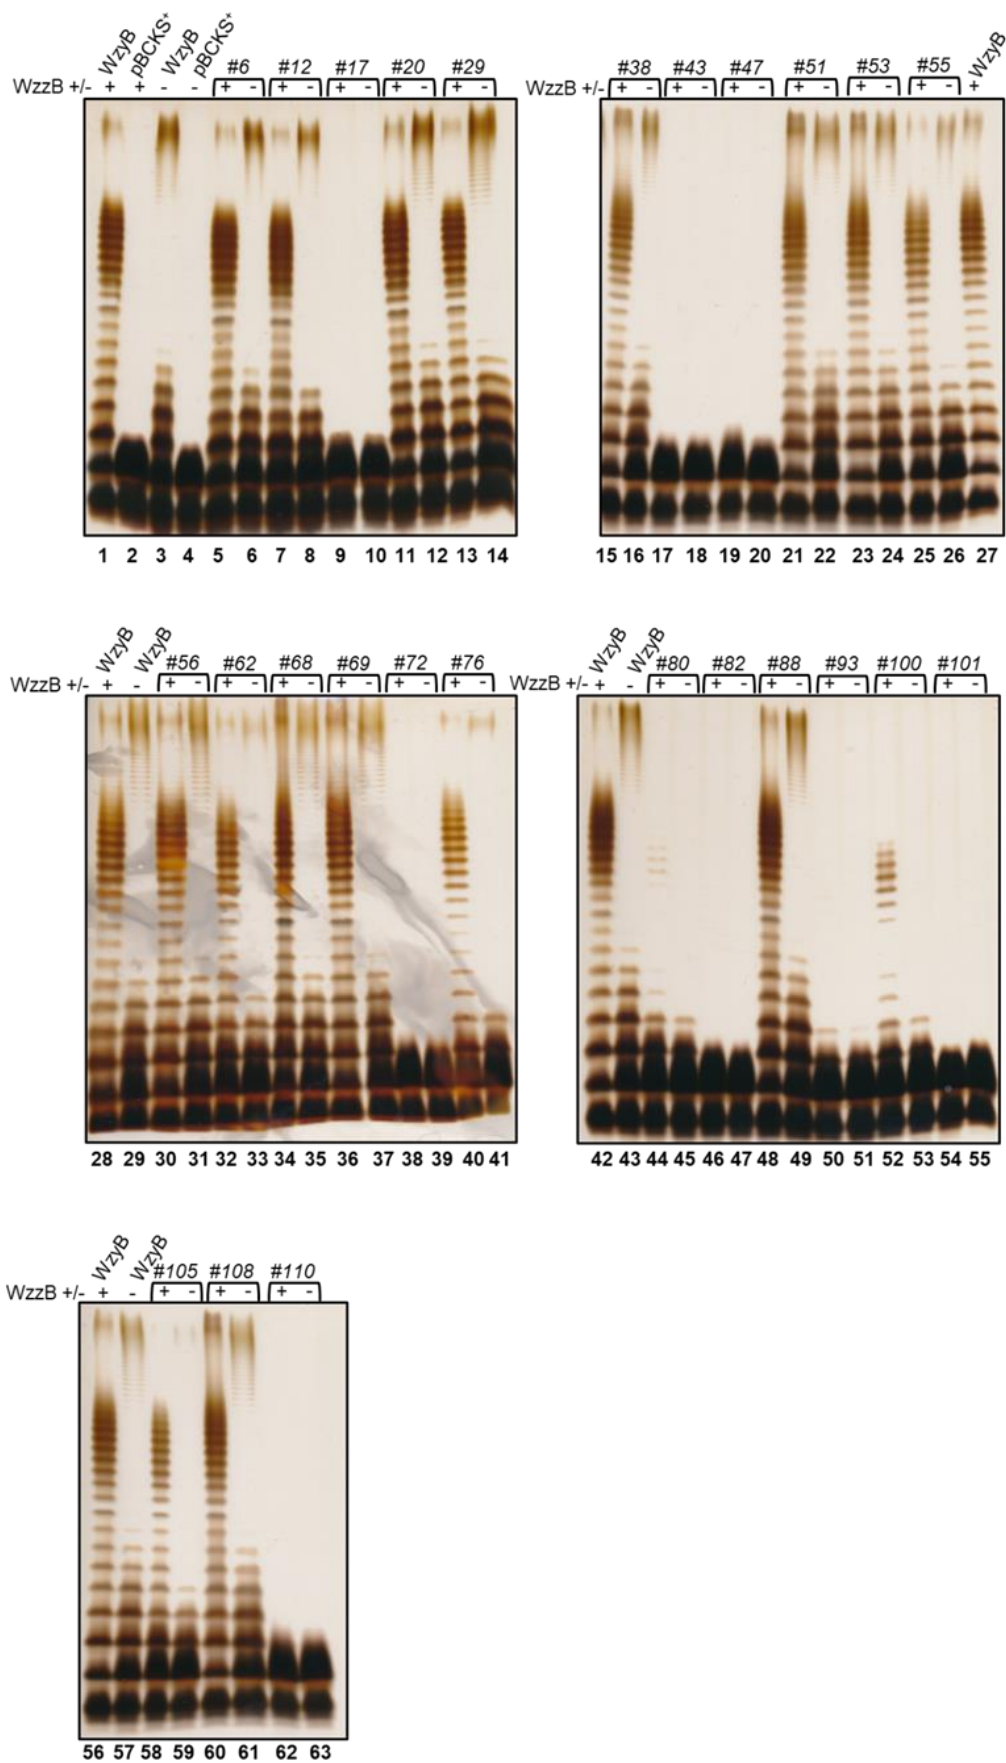 WzyB pBCKS⁺ WzyB pBCKS⁺ #6 #12 #17 #20 #29
WzzB +/- + + - - + - + - + - + - + -
1 2 3 4 5 6 7 8 9 10 11 12 13 14
#38 #43 #47 #51 #53 #55 WzyB
WzzB +/- + - + - + - + - + - + - +
15 16 17 18 19 20 21 22 23 24 25 26 27
WzyB WzyB #56 #62 #68 #69 #72 #76
WzzB +/- + - + - + - + - + - + - + -
28 29 30 31 32 33 34 35 36 37 38 39 40 41
WzyB WzyB #80 #82 #88 #93 #100 #101
WzzB +/- + - + - + - + - + - + - + -
42 43 44 45 46 47 48 49 50 51 52 53 54 55
WzyB WzyB #105 #108 #110
WzzB +/- + - + - + - + -
56 57 58 59 60 61 62 63